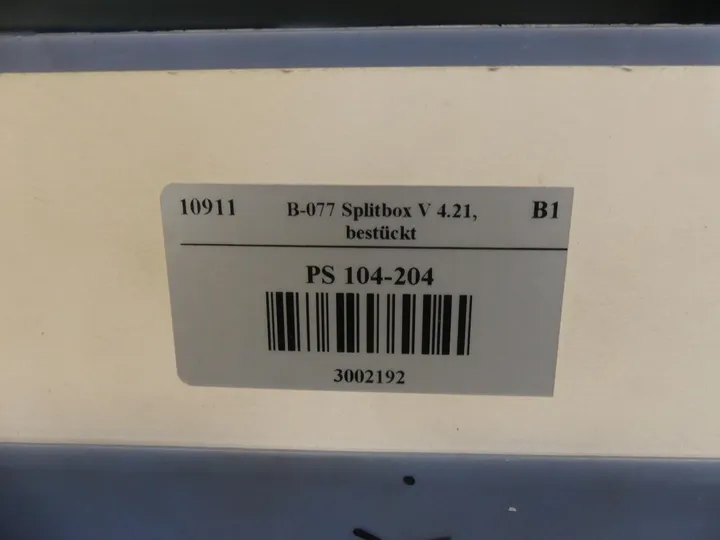 10911 B-077 Splitbox V 4.21, B1
bestückt
PS 104-204
3002192